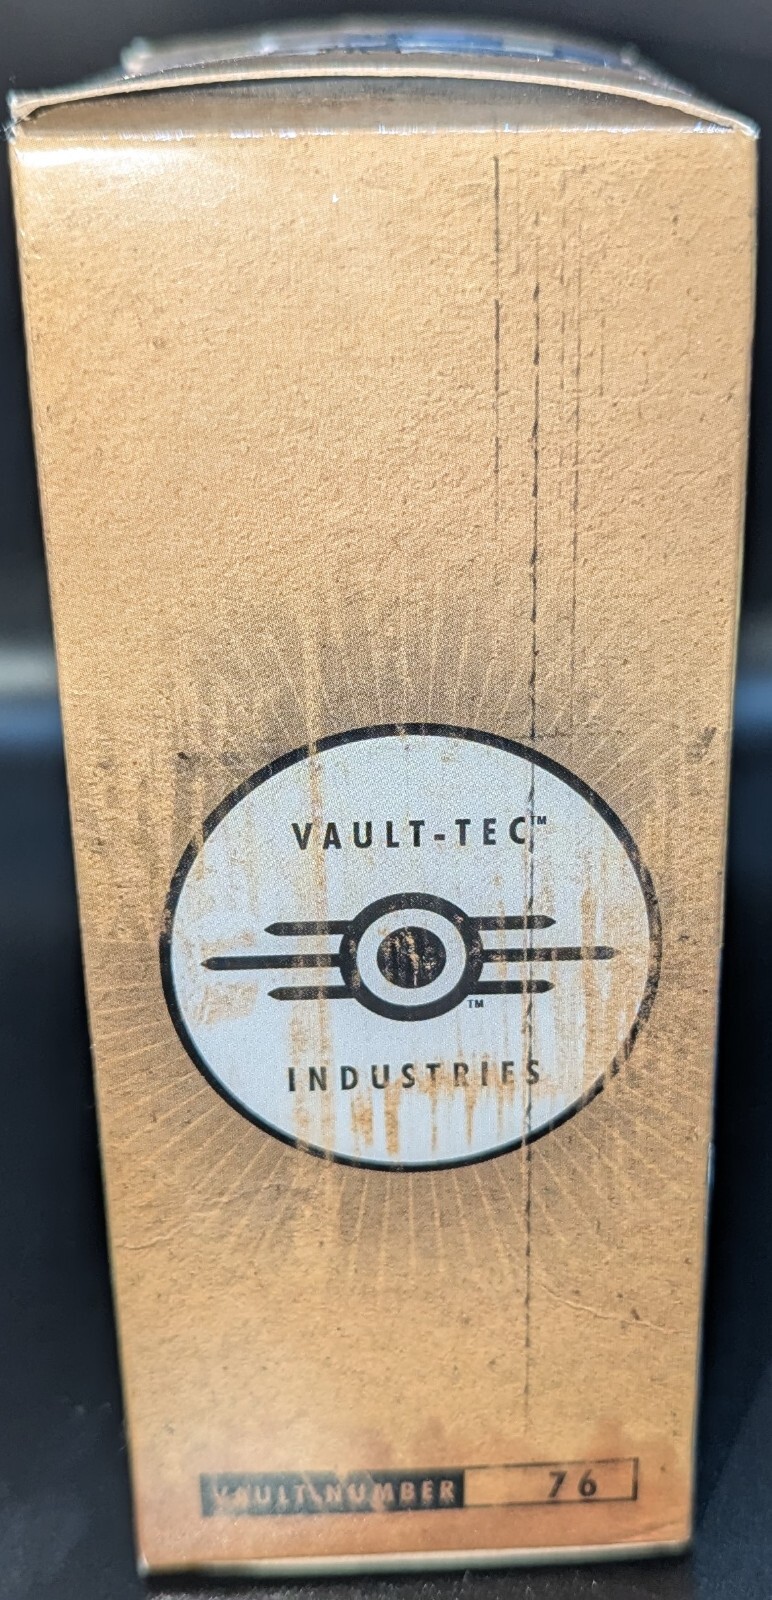 VAULT-TEC™
™
INDUSTRIES
VAULT NUMBER 76